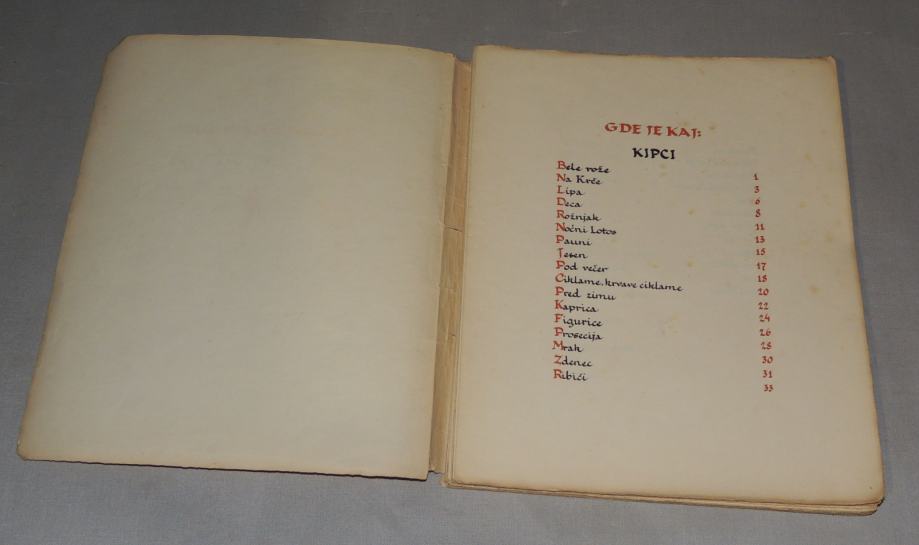 GDE JE KAJ:
KIPCI
Bele rože 1
Na Krče 3
Lipa 6
Deca 8
Rožnjak 11
Noćni Lotos 13
Pauni 15
Jesen 17
Pod večer 18
Ciklame, krvave ciklame 20
Pred zimu 22
Kaprica 24
Figurice 26
Prosecija 28
Mrak 30
Zdenec 31
Ribići 33